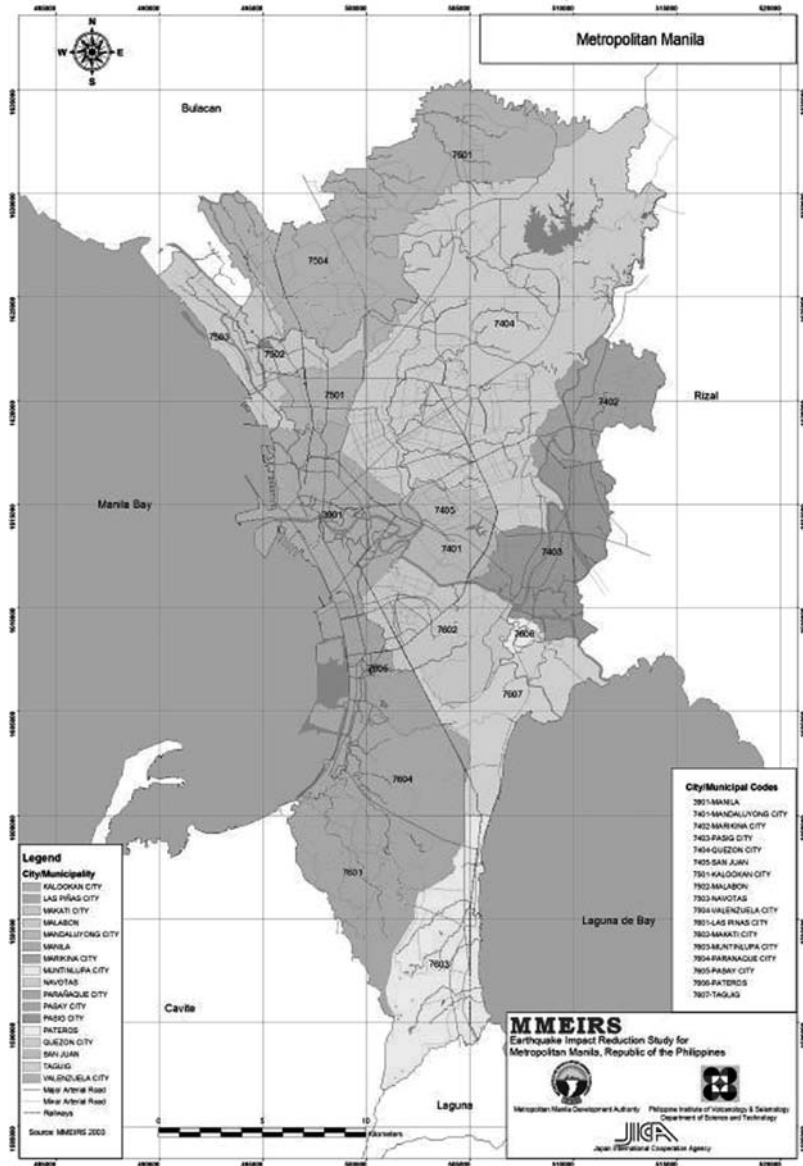 Metropolitan Manila
N
W
E
S
Bulacan
7601
7504
7503
7502
7404
7501
7402
Rizal
Manila Bay
3901
7405
7401
7403
7602
7606
7605
7607
7604
7601
7603
Laguna de Bay
Cavite
Laguna
City/Municipal Codes
3901-MANILA
7401-MANDALUYONG CITY
7402-MARIKINA CITY
7403-PASIG CITY
7404-QUEZON CITY
7405-SAN JUAN
7501-KALOOKAN CITY
7502-MALABON
7503-NAVOTAS
7504-VALENZUELA CITY
7601-LAS PINAS CITY
7602-MAKATI CITY
7603-MUNTINLUPA CITY
7604-PARANAQUE CITY
7605-PASAY CITY
7606-PATEROS
7607-TAGUIG
Legend
City/Municipality
KALOOKAN CITY
LAS PIÑAS CITY
MAKATI CITY
MALABON
MANDALUYONG CITY
MANILA
MARIKINA CITY
MUNTINLUPA CITY
NAVOTAS
PARAÑAQUE CITY
PASAY CITY
PASIG CITY
PATEROS
QUEZON CITY
SAN JUAN
TAGUIG
VALENZUELA CITY
Major Arterial Road
Minor Arterial Road
Railways
Source: MMEIRS 2003
0 5 10
Kilometers
MMEIRS
Earthquake Impact Reduction Study for
Metropolitan Manila, Republic of the Philippines
Metropolitan Manila Development Authority
Philippine Institute of Volcanology & Seismology
Department of Science and Technology
JICA
Japan International Cooperation Agency